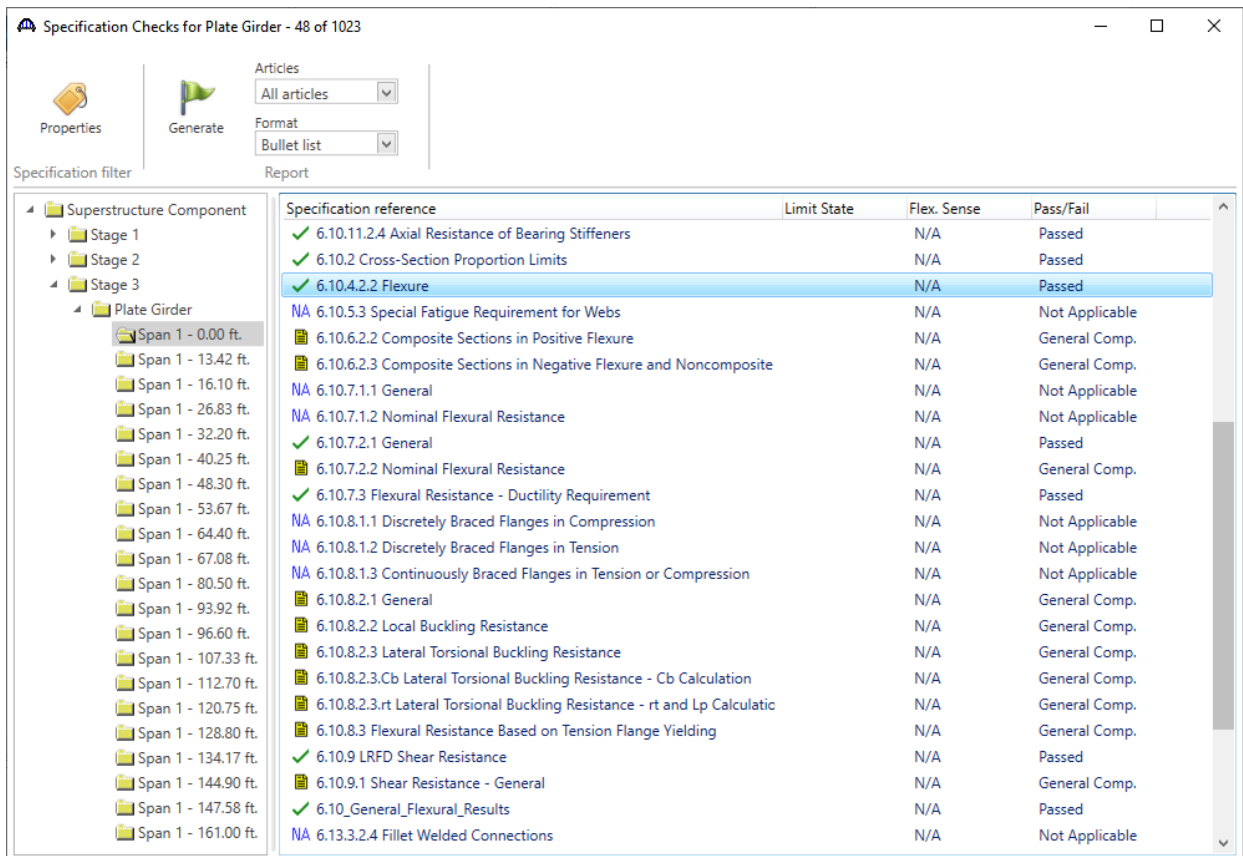 Specification Checks for Plate Girder - 48 of 1023
Properties
Specification filter
Generate
Articles
All articles
Format
Bullet list
Report
Superstructure Component
Stage 1
Stage 2
Stage 3
Plate Girder
Span 1 - 0.00 ft.
Span 1 - 13.42 ft.
Span 1 - 16.10 ft.
Span 1 - 26.83 ft.
Span 1 - 32.20 ft.
Span 1 - 40.25 ft.
Span 1 - 48.30 ft.
Span 1 - 53.67 ft.
Span 1 - 64.40 ft.
Span 1 - 67.08 ft.
Span 1 - 80.50 ft.
Span 1 - 93.92 ft.
Span 1 - 96.60 ft.
Span 1 - 107.33 ft.
Span 1 - 112.70 ft.
Span 1 - 120.75 ft.
Span 1 - 128.80 ft.
Span 1 - 134.17 ft.
Span 1 - 144.90 ft.
Span 1 - 147.58 ft.
Span 1 - 161.00 ft.
Specification reference Limit State Flex. Sense Pass/Fail
6.10.11.2.4 Axial Resistance of Bearing Stiffeners N/A Passed
6.10.2 Cross-Section Proportion Limits N/A Passed
6.10.4.2.2 Flexure N/A Passed
NA 6.10.5.3 Special Fatigue Requirement for Webs N/A Not Applicable
6.10.6.2.2 Composite Sections in Positive Flexure N/A General Comp.
6.10.6.2.3 Composite Sections in Negative Flexure and Noncomposite N/A General Comp.
NA 6.10.7.1.1 General N/A Not Applicable
NA 6.10.7.1.2 Nominal Flexural Resistance N/A Not Applicable
6.10.7.2.1 General N/A Passed
6.10.7.2.2 Nominal Flexural Resistance N/A General Comp.
6.10.7.3 Flexural Resistance - Ductility Requirement N/A Passed
NA 6.10.8.1.1 Discretely Braced Flanges in Compression N/A Not Applicable
NA 6.10.8.1.2 Discretely Braced Flanges in Tension N/A Not Applicable
NA 6.10.8.1.3 Continuously Braced Flanges in Tension or Compression N/A Not Applicable
6.10.8.2.1 General N/A General Comp.
6.10.8.2.2 Local Buckling Resistance N/A General Comp.
6.10.8.2.3 Lateral Torsional Buckling Resistance N/A General Comp.
6.10.8.2.3.Cb Lateral Torsional Buckling Resistance - Cb Calculation N/A General Comp.
6.10.8.2.3.rt Lateral Torsional Buckling Resistance - rt and Lp Calculatic N/A General Comp.
6.10.8.3 Flexural Resistance Based on Tension Flange Yielding N/A General Comp.
6.10.9 LRFD Shear Resistance N/A Passed
6.10.9.1 Shear Resistance - General N/A General Comp.
6.10_General_Flexural_Results N/A Passed
NA 6.13.3.2.4 Fillet Welded Connections N/A Not Applicable